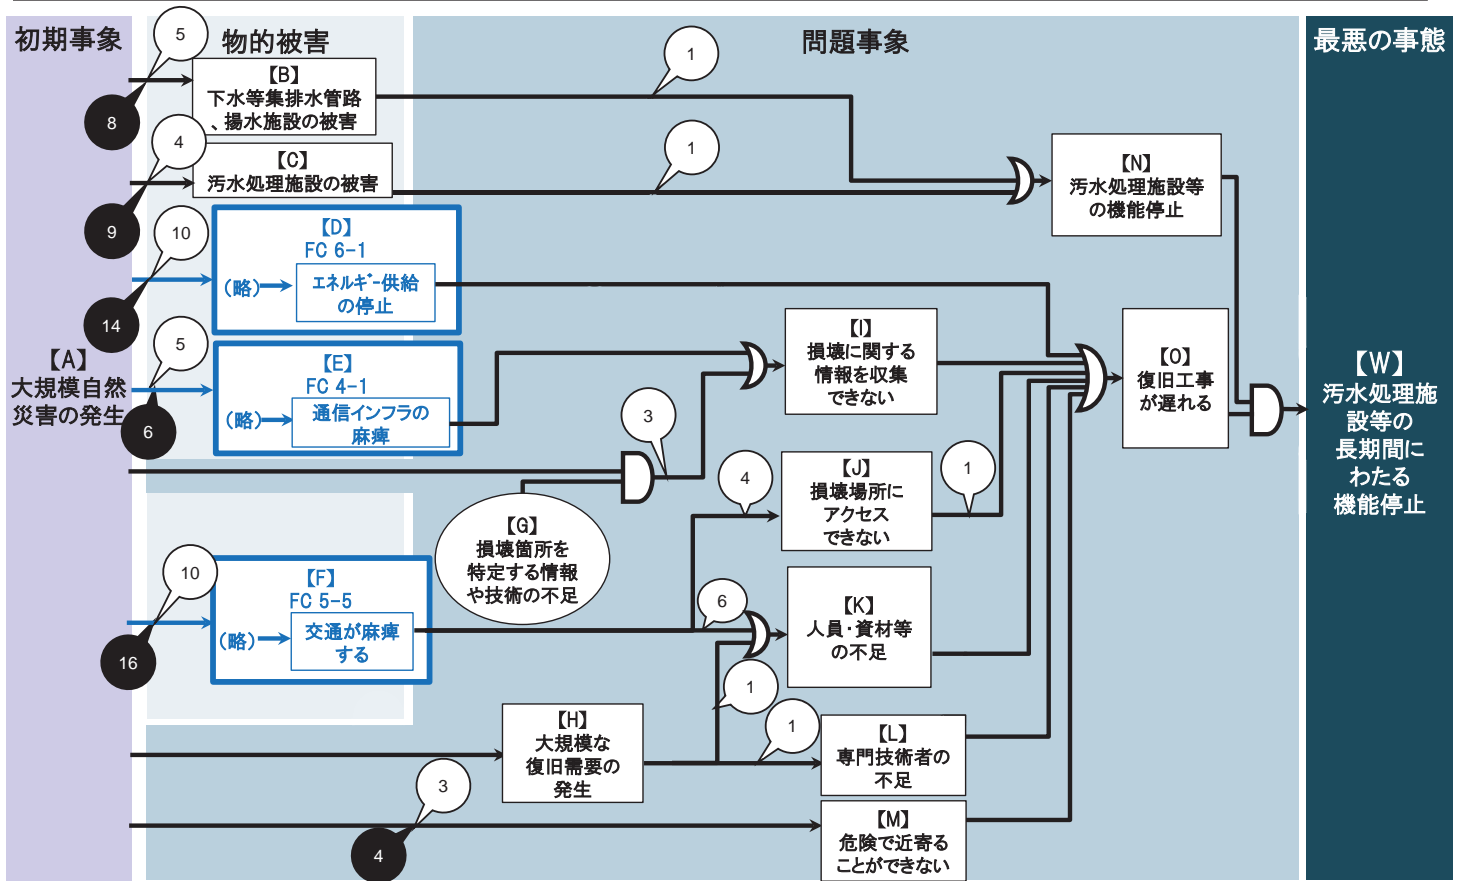 初期事象
物的被害
問題事象
最悪の事態
5
8
【B】
下水等集排水管路
、揚水施設の被害
1
4
9
【C】
汚水処理施設の被害
1
【N】
汚水処理施設等
の機能停止
10
14
【D】
FC 6-1
(略)
エネルギー供給
の停止
5
6
【E】
FC 4-1
(略)
通信インフラの
麻痺
【A】
大規模自然
災害の発生
【I】
損壊に関する
情報を収集
できない
【O】
復旧工事
が遅れる
【W】
汚水処理施
設等の
長期間に
わたる
機能停止
3
【G】
損壊箇所を
特定する情報
や技術の不足
4
【J】
損壊場所に
アクセス
できない
1
10
16
【F】
FC 5-5
(略)
交通が麻痺
する
6
【K】
人員・資材等
の不足
1
【H】
大規模な
復旧需要の
発生
1
【L】
専門技術者の
不足
3
4
【M】
危険で近寄る
ことができない